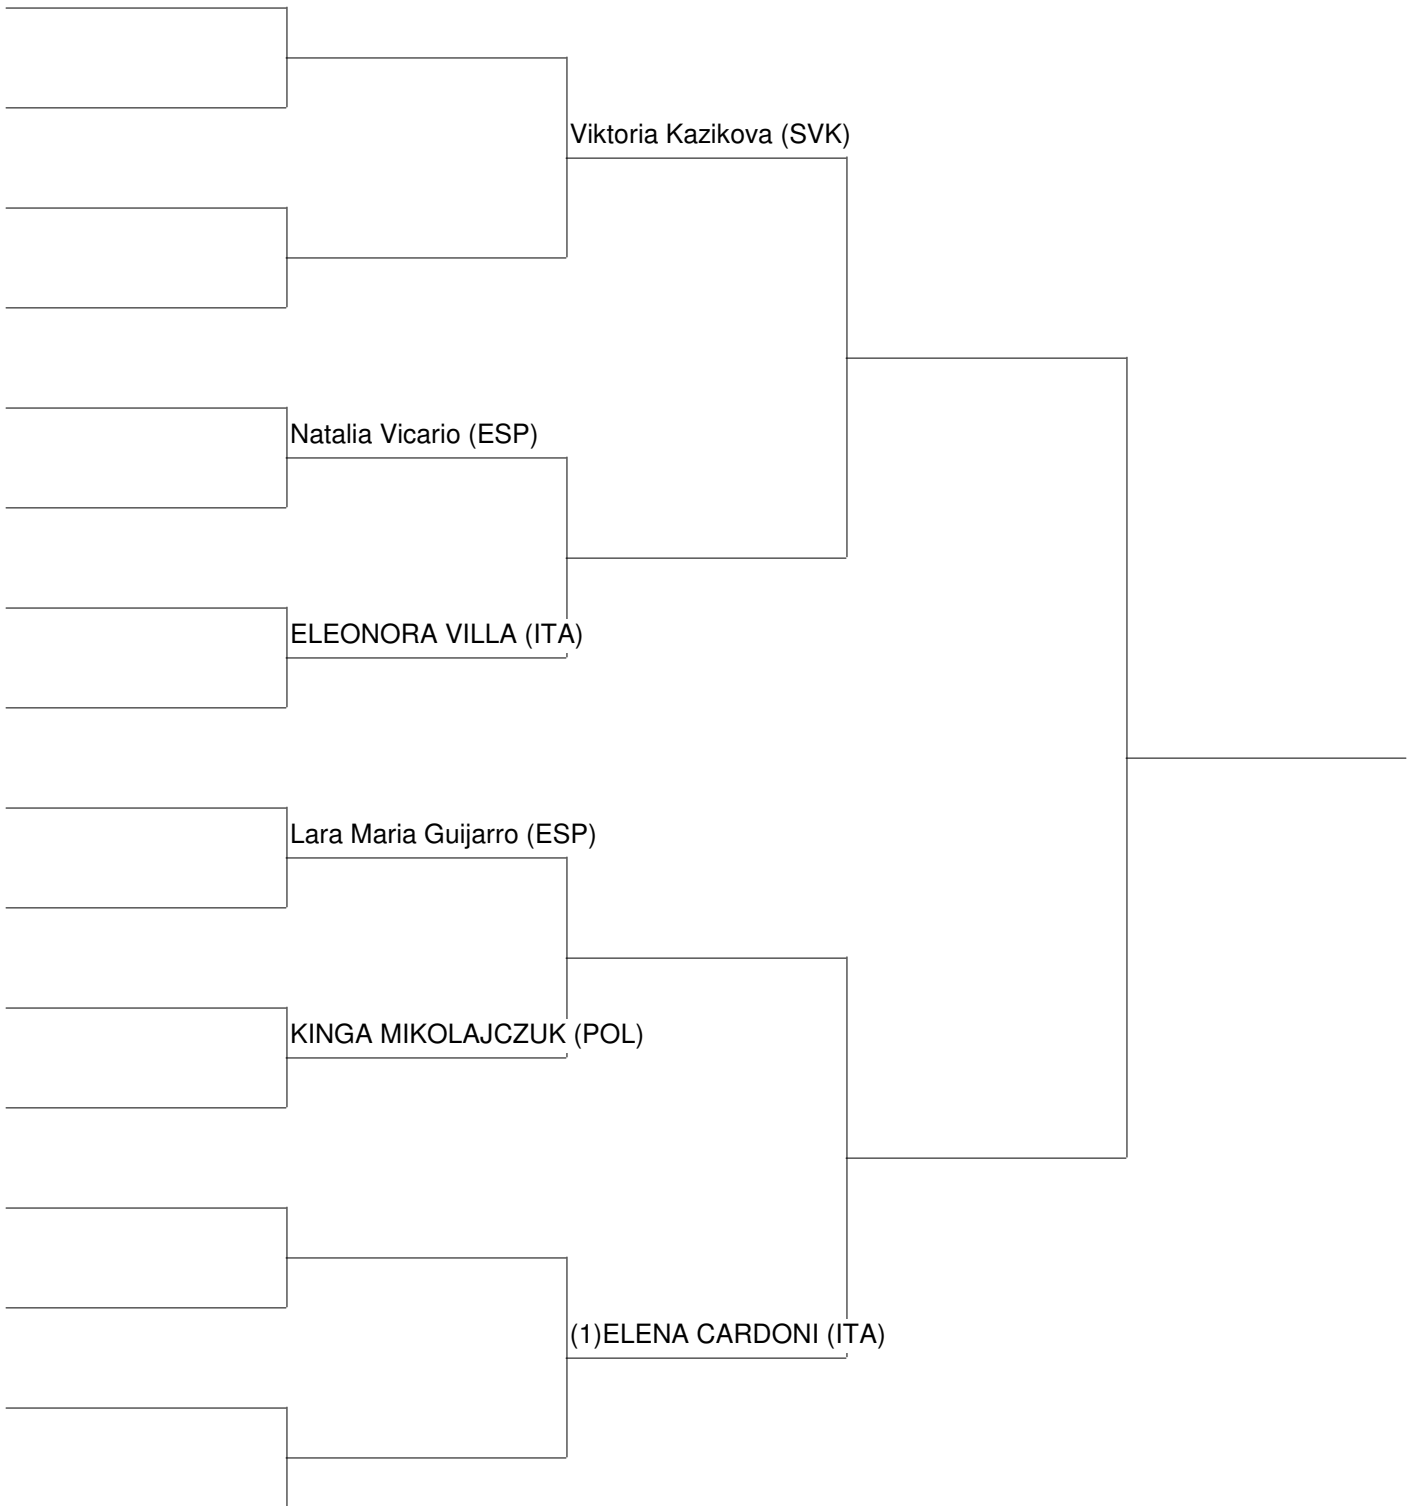 Viktoria Kazikova (SVK)
Natalia Vicario (ESP)
ELEONORA VILLA (ITA)
Lara Maria Guijarro (ESP)
KINGA MIKOLAJCZUK (POL)
(1)ELENA CARDONI (ITA)